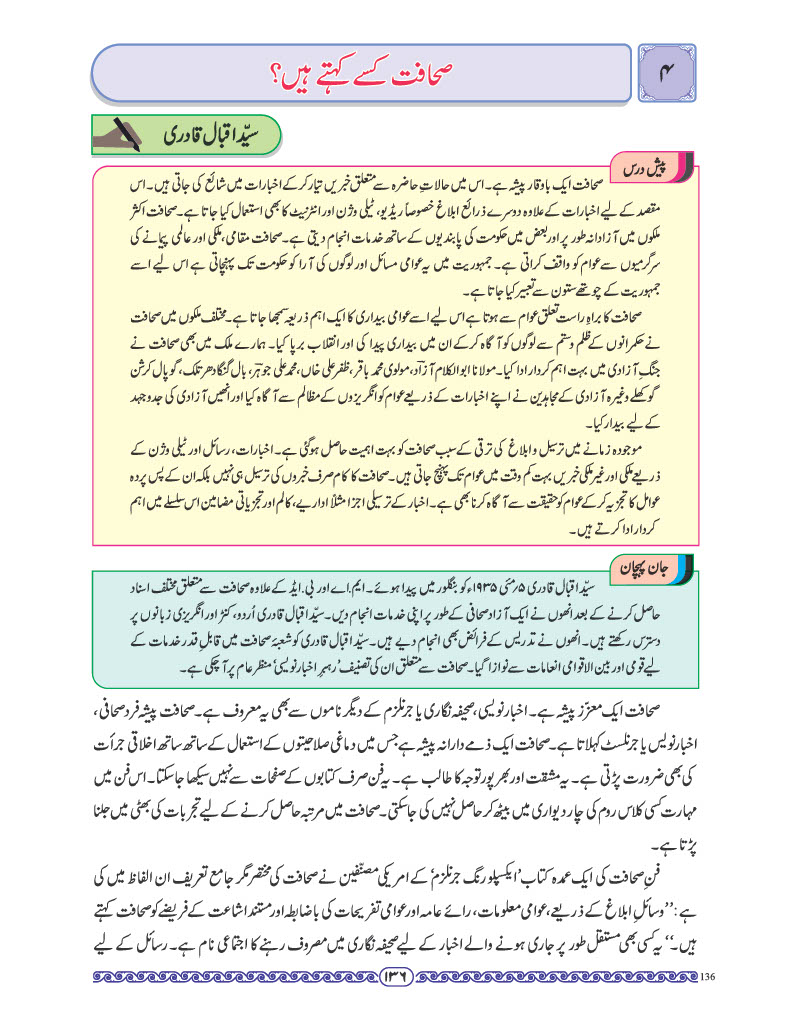 ۴
صحافت کسے کہتے ہیں؟
سیّد اقبال قادری
پیش درس
صحافت ایک باوقار پیشہ ہے۔ اس میں حالاتِ حاضرہ سے متعلق خبریں تیار کرکے اخبارات میں شائع کی جاتی ہیں۔ اس
مقصد کے لیے اخبارات کے علاوہ دوسرے ذرائع ابلاغ خصوصاً ریڈیو، ٹیلی وژن اور انٹرنیٹ کا بھی استعمال کیا جاتا ہے۔ صحافت اکثر
ملکوں میں آزادانہ طور پر اور بعض میں حکومت کی پابندیوں کے ساتھ خدمات انجام دیتی ہے۔ صحافت مقامی، ملکی اور عالمی پیمانے کی
سرگرمیوں سے عوام کو واقف کراتی ہے۔ جمہوریت میں یہ عوامی مسائل اور لوگوں کی آرا کو حکومت تک پہنچاتی ہے اس لیے اسے
جمہوریت کے چوتھے ستون سے تعبیر کیا جاتا ہے۔
صحافت کا براہِ راست تعلق عوام سے ہوتا ہے اس لیے اسے عوامی بیداری کا ایک اہم ذریعہ سمجھا جاتا ہے۔ مختلف ملکوں میں صحافت
نے حکمرانوں کے ظلم و ستم سے لوگوں کو آگاہ کرکے ان میں بیداری پیدا کی اور انقلاب برپا کیا۔ ہمارے ملک میں بھی صحافت نے
جنگِ آزادی میں بہت اہم کردار ادا کیا۔ مولانا ابوالکلام آزاد، مولوی محمد باقر، ظفر علی خاں، محمد علی جوہر، بال گنگا دھر تلک، گوپال کرشن
گوکھلے وغیرہ آزادی کے مجاہدین نے اپنے اخبارات کے ذریعے عوام کو انگریزوں کے مظالم سے آگاہ کیا اور انھیں آزادی کی جدوجہد
کے لیے بیدار کیا۔
موجودہ زمانے میں ترسیل و ابلاغ کی ترقی کے سبب صحافت کو بہت اہمیت حاصل ہوگئی ہے۔ اخبارات، رسائل اور ٹیلی وژن کے
ذریعے ملکی اور غیر ملکی خبریں بہت کم وقت میں عوام تک پہنچ جاتی ہیں۔ صحافت کا کام صرف خبروں کی ترسیل ہی نہیں بلکہ ان کے پس پردہ
عوامل کا تجزیہ کرکے عوام کو حقیقت سے آگاہ کرنا بھی ہے۔ اخبار کے ترسیلی اجزا مثلاً اداریے، کالم اور تجزیاتی مضامین اس سلسلے میں اہم
کردار ادا کرتے ہیں۔
جان پہچان
سیّد اقبال قادری ۵؍مئی ۱۹۳۵ء کو بنگلور میں پیدا ہوئے۔ ایم.اے اور بی.ایڈ کے علاوہ صحافت سے متعلق مختلف اسناد
حاصل کرنے کے بعد انھوں نے ایک آزاد صحافی کے طور پر اپنی خدمات انجام دیں۔ سیّد اقبال قادری اُردو، کنڑ اور انگریزی زبانوں پر
دسترس رکھتے ہیں۔ انھوں نے تدریس کے فرائض بھی انجام دیے ہیں۔ سیّد اقبال قادری کو شعبۂ صحافت میں قابلِ قدر خدمات کے
لیے قومی اور بین الاقوامی انعامات سے نوازا گیا۔ صحافت سے متعلق ان کی تصنیف ’رہبرِ اخبار نویسی‘ منظرِ عام پر آچکی ہے۔
صحافت ایک معزّز پیشہ ہے۔ اخبار نویسی، صحیفہ نگاری یا جرنلزم کے دیگر ناموں سے بھی یہ معروف ہے۔ صحافت پیشہ فرد صحافی،
اخبار نویس یا جرنلسٹ کہلاتا ہے۔ صحافت ایک ذمے دارانہ پیشہ ہے جس میں دماغی صلاحیتوں کے استعمال کے ساتھ ساتھ اخلاقی جرأت
کی بھی ضرورت پڑتی ہے۔ یہ مشقت اور بھرپور توجہ کا طالب ہے۔ یہ فن صرف کتابوں کے صفحات سے نہیں سیکھا جاسکتا۔ اس فن میں
مہارت کسی کلاس روم کی چار دیواری میں بیٹھ کر حاصل نہیں کی جاسکتی۔ صحافت میں مرتبہ حاصل کرنے کے لیے تجربات کی بھٹی میں جلنا
پڑتا ہے۔
فنِ صحافت کی ایک عمدہ کتاب ’ایکسپلورنگ جرنلزم‘ کے امریکی مصنّفین نے صحافت کی مختصر مگر جامع تعریف ان الفاظ میں کی
ہے: ’’وسائلِ ابلاغ کے ذریعے، عوامی معلومات، رائے عامہ اور عوامی تفریحات کی باضابطہ اور مستند اشاعت کے فریضے کو صحافت کہتے
ہیں۔‘‘ یہ کسی بھی مستقل طور پر جاری ہونے والے اخبار کے لیے صحیفہ نگاری میں مصروف رہنے کا اجتماعی نام ہے۔ رسائل کے لیے
۱۳۶
136